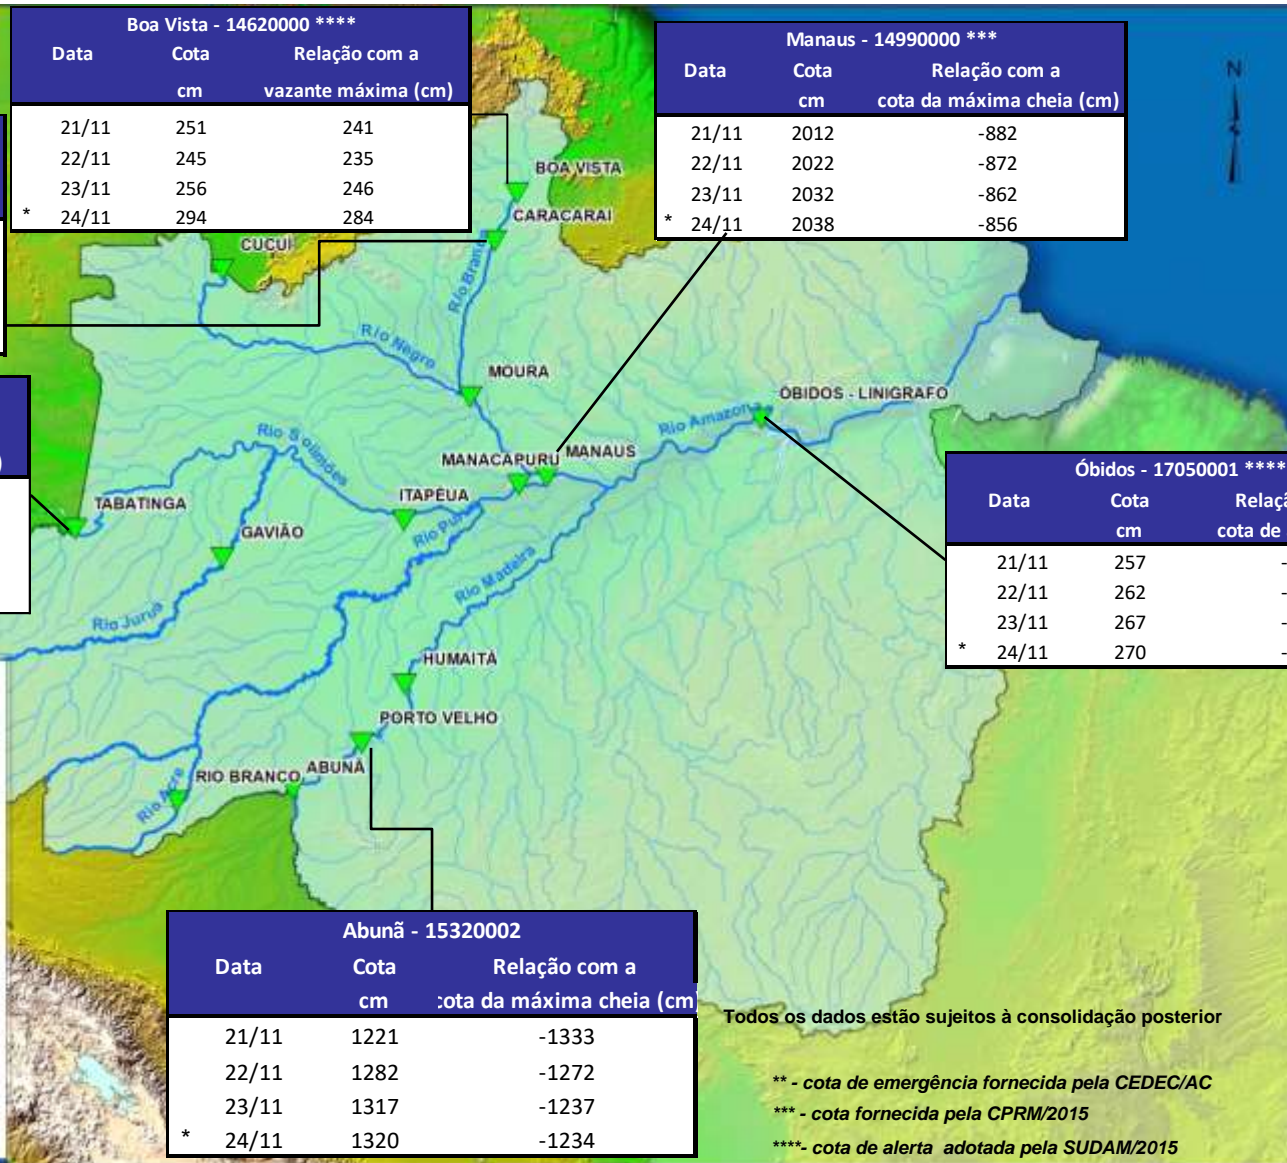 Boa Vista - 14620000 ****
Data Cota Relação com a
cm vazante máxima (cm)
21/11 251 241
22/11 245 235
23/11 256 246
* 24/11 294 284
Manaus - 14990000 ***
Data Cota Relação com a
cm cota da máxima cheia (cm)
21/11 2012 -882
22/11 2022 -872
23/11 2032 -862
* 24/11 2038 -856
N
BOA VISTA
CARACARAI
CUCUÍ
Rio Branco
Rio Negro
MOURA
ÓBIDOS - LINIGRAFO
Rio Amazonas
Rio Solimões
MANACAPURU
MANAUS
)
TABATINGA
ITAPÉUA
GAVIÃO
Rio Purus
Rio Madeira
Rio Juruá
Óbidos - 17050001 ****
Data Cota
cm cota de
21/11 257 -
22/11 262 -
23/11 267 -
* 24/11 270 -
HUMAITÁ
PORTO VELHO
RIO BRANCO
ABUNÃ
Rio Acre
Abunã - 15320002
Data Cota Relação com a
cm cota da máxima cheia (cm
21/11 1221 -1333
22/11 1282 -1272
23/11 1317 -1237
* 24/11 1320 -1234
Todos os dados estão sujeitos à consolidação posterior
** - cota de emergência fornecida pela CEDEC/AC
*** - cota fornecida pela CPRM/2015
****- cota de alerta adotada pela SUDAM/2015